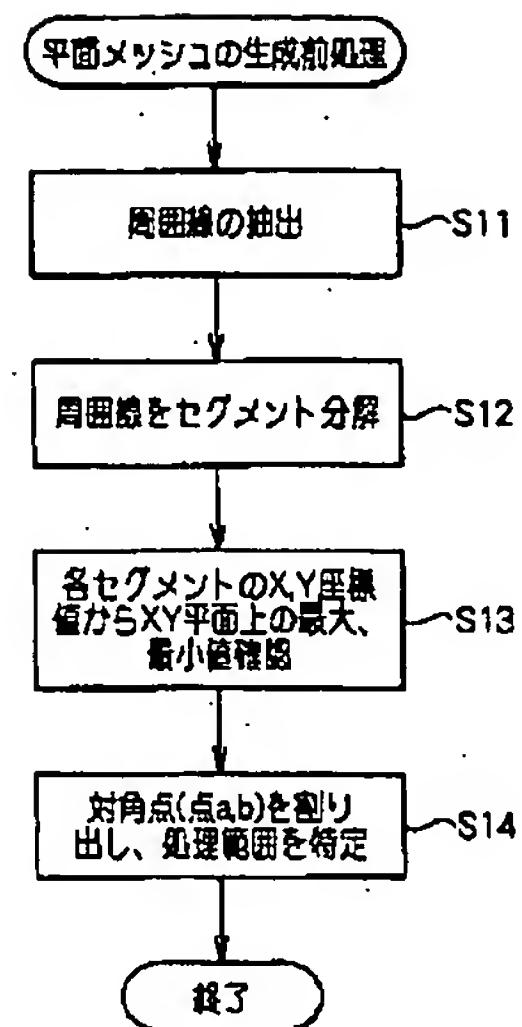 平面メッシュの生成前処理
周囲線の抽出
S11
周囲線をセグメント分解
S12
各セグメントのX,Y座標
値からXY平面上の最大、
最小値確認
S13
対角点(点a,b)を割り
出し、処理範囲を特定
S14
終了